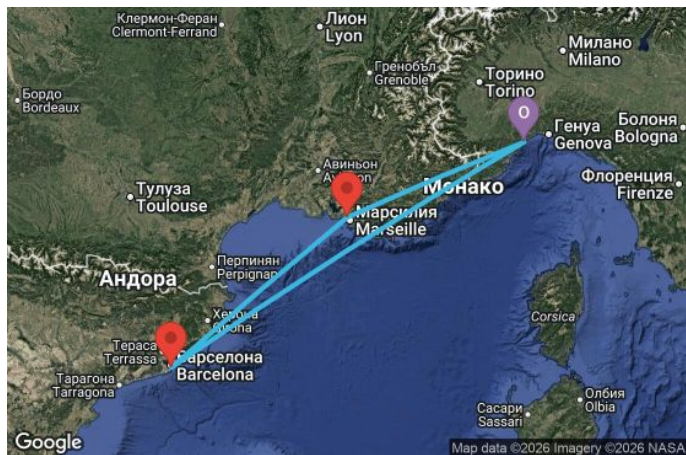 Клермон-Феран
Clermont-Ferrand
Лион
Lyon
Милано
Milano
Гренобъл
Grenoble
Торино
Torino
Бордо
Bordeaux
О
Генуа
Genova
Болоня
Bologna
Авиньон
Тулуза
Toulouse
Монако
Флоренция
Firenze
Марсилия
Marseille
Перпинян
Perpignan
Андора
Corsica
Тераса
Terrassa
Барселона
Barcelona
Тарагона
Tarragona
Олбия
Olbia
Сасари
Sassari
Google
Map data ©2026 Imagery ©2026 NASA